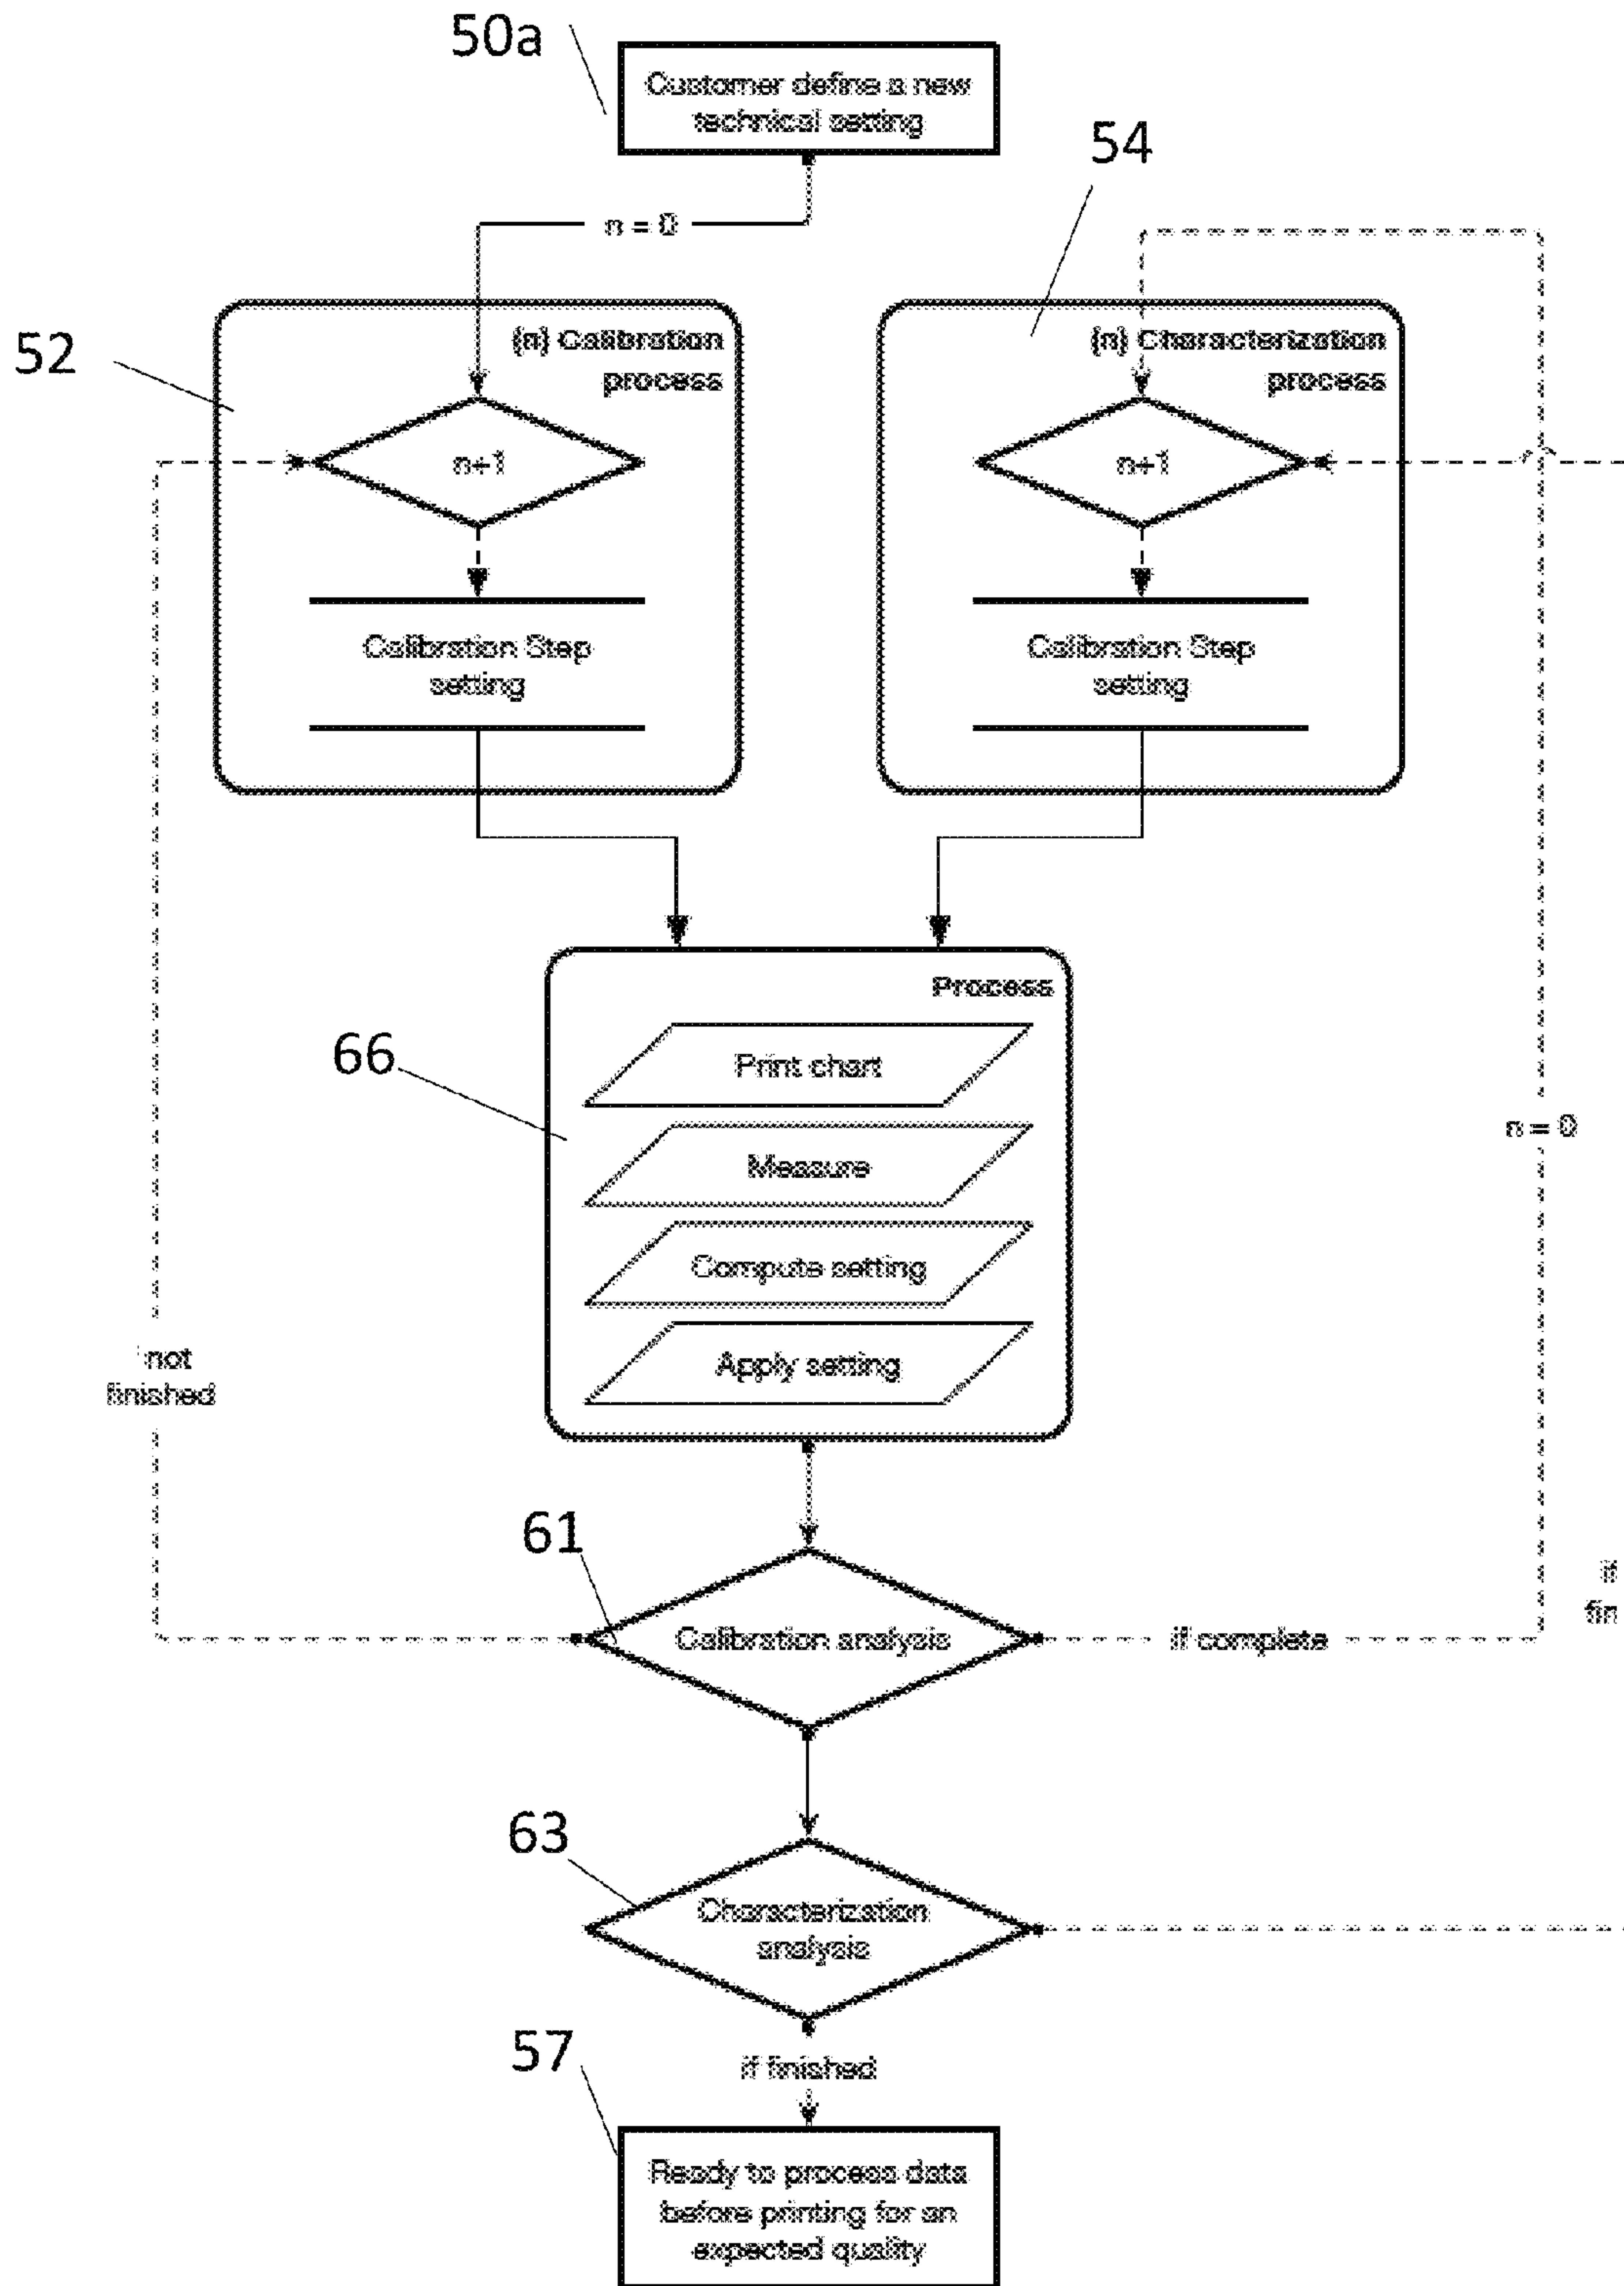 50a
Customer define a new
technical setting
54
n = 0
52
(n) Calibration
process
(n) Characterization
process
n+1
n+1
Calibration Step
setting
Calibration Step
setting
Process
66
Print chart
Measure
n = 0
Compute setting
Apply setting
not
finished
61
if
fin
Calibration analysis
if complete
63
Characterization
analysis
57
if finished
Ready to process data
before printing for an
expected quality